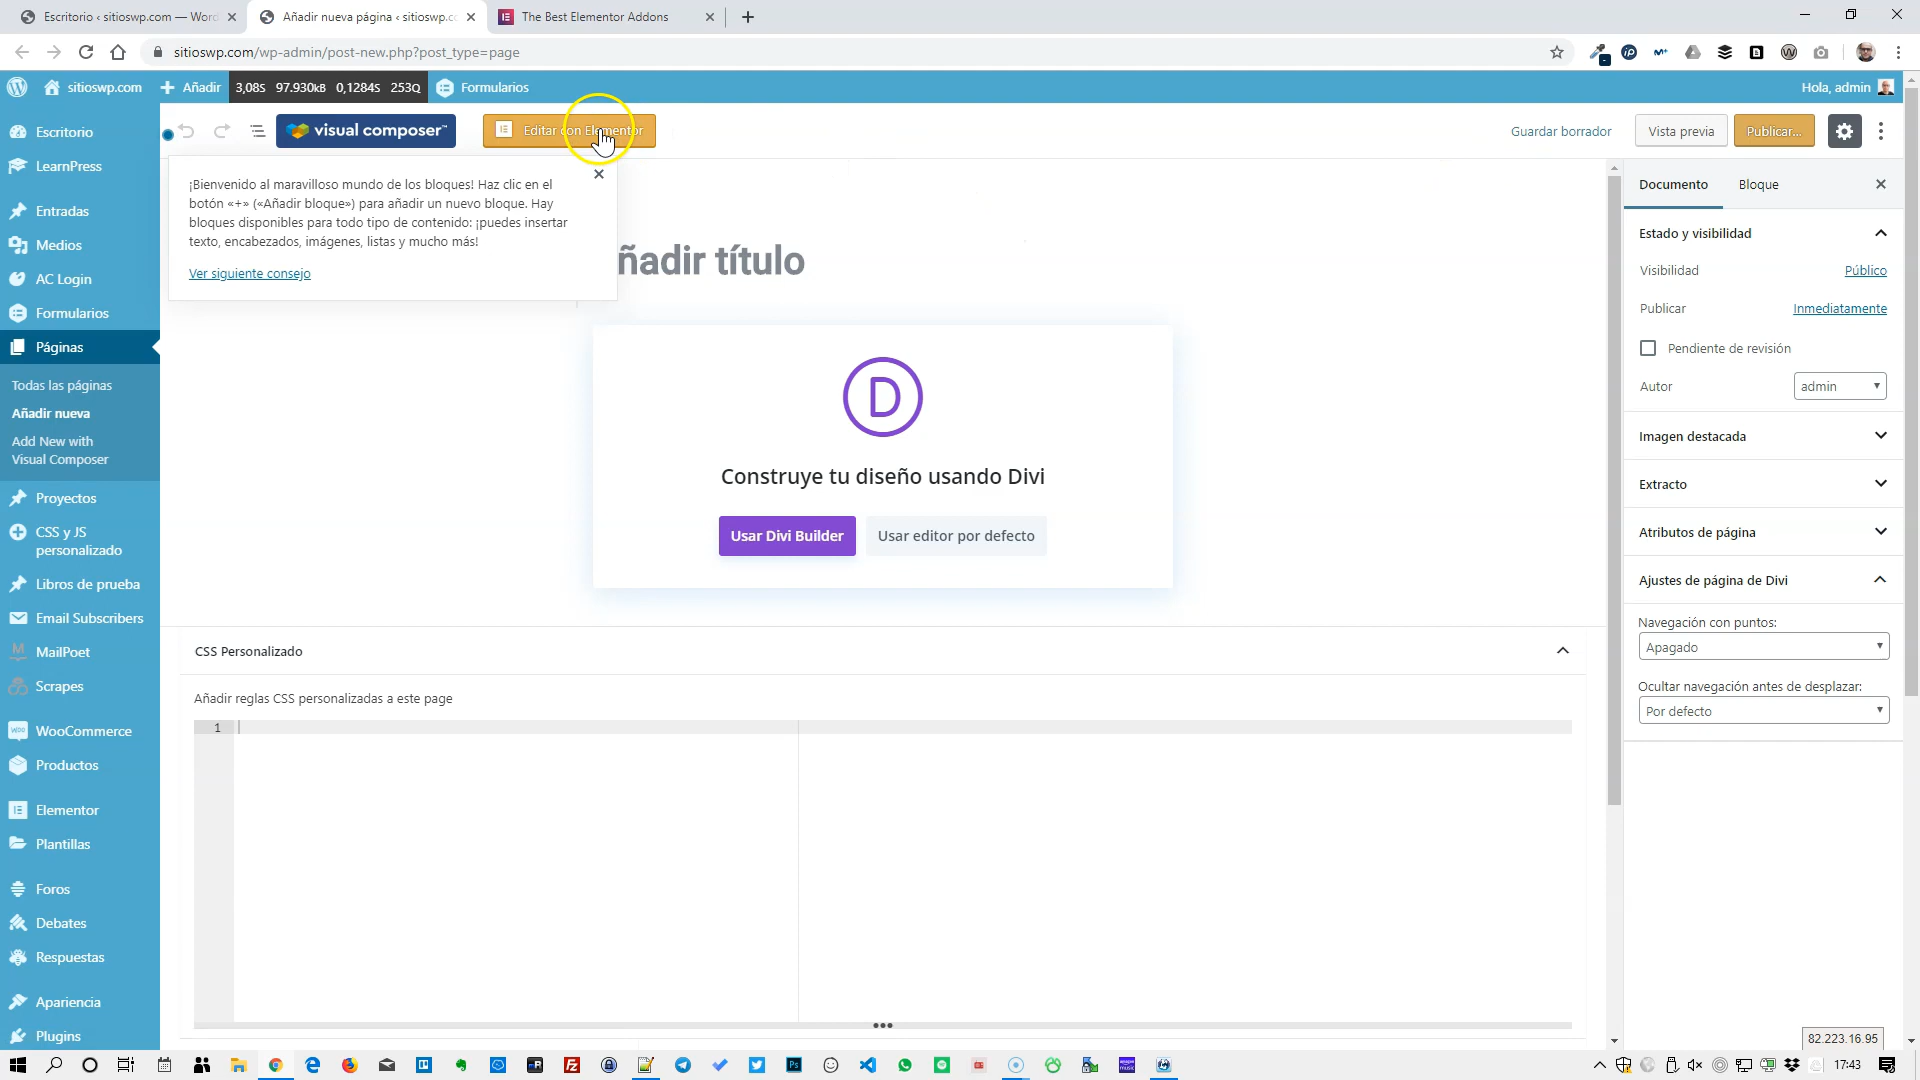 Escritorio ‹ sitioswp.com — Word
Añadir nueva página ‹ sitioswp.co
The Best Elementor Addons
sitioswp.com/wp-admin/post-new.php?post_type=page
sitioswp.com
Añadir
3,08S 97.930kB 0,1284S 253Q
Formularios
Hola, admin
Escritorio
LearnPress
Entradas
Medios
AC Login
Formularios
Páginas
Todas las páginas
Añadir nueva
Add New with
Visual Composer
Proyectos
CSS y JS
personalizado
Libros de prueba
Email Subscribers
MailPoet
Scrapes
WooCommerce
Productos
Elementor
Plantillas
Foros
Debates
Respuestas
Apariencia
Plugins
visual composer™
Editar con Elementor
Guardar borrador
Vista previa
Publicar...
¡Bienvenido al maravilloso mundo de los bloques! Haz clic en el
botón «+» («Añadir bloque») para añadir un nuevo bloque. Hay
bloques disponibles para todo tipo de contenido: ¡puedes insertar
texto, encabezados, imágenes, listas y mucho más!
Ver siguiente consejo
ñadir título
D
Construye tu diseño usando Divi
Usar Divi Builder
Usar editor por defecto
CSS Personalizado
Añadir reglas CSS personalizadas a este page
1
Documento
Bloque
Estado y visibilidad
Visibilidad
Público
Publicar
Inmediatamente
Pendiente de revisión
Autor
admin
Imagen destacada
Extracto
Atributos de página
Ajustes de página de Divi
Navegación con puntos:
Apagado
Ocultar navegación antes de desplazar:
Por defecto
82.223.16.95
17:43